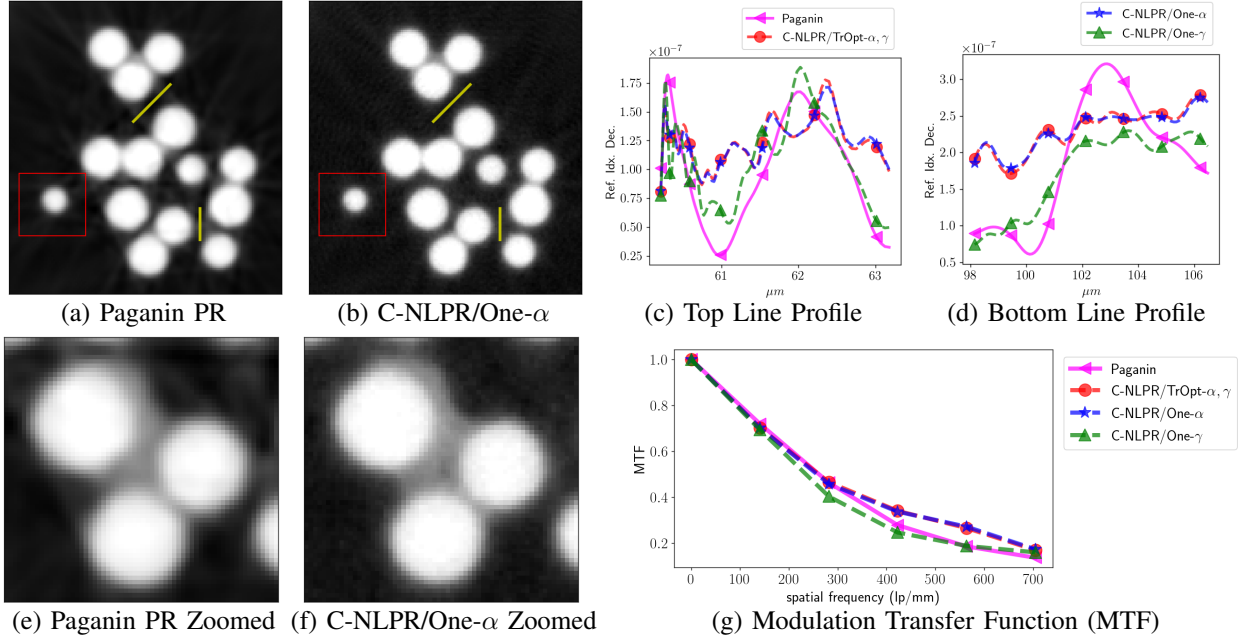 Paganin
C-NLPR/TrOpt-α, γ
C-NLPR/One-α
C-NLPR/One-γ
×10⁻⁷
1.75
1.50
1.25
1.00
0.75
0.50
0.25
Ref. Idx. Dec.
61
62
63
μm
×10⁻⁷
3.0
2.5
2.0
1.5
1.0
0.5
Ref. Idx. Dec.
98
100
102
104
106
μm
(a) Paganin PR
(b) C-NLPR/One-α
(c) Top Line Profile
(d) Bottom Line Profile
1.0
0.8
0.6
0.4
0.2
MTF
0
100
200
300
400
500
600
700
spatial frequency (lp/mm)
Paganin
C-NLPR/TrOpt-α, γ
C-NLPR/One-α
C-NLPR/One-γ
(e) Paganin PR Zoomed
(f) C-NLPR/One-α Zoomed
(g) Modulation Transfer Function (MTF)